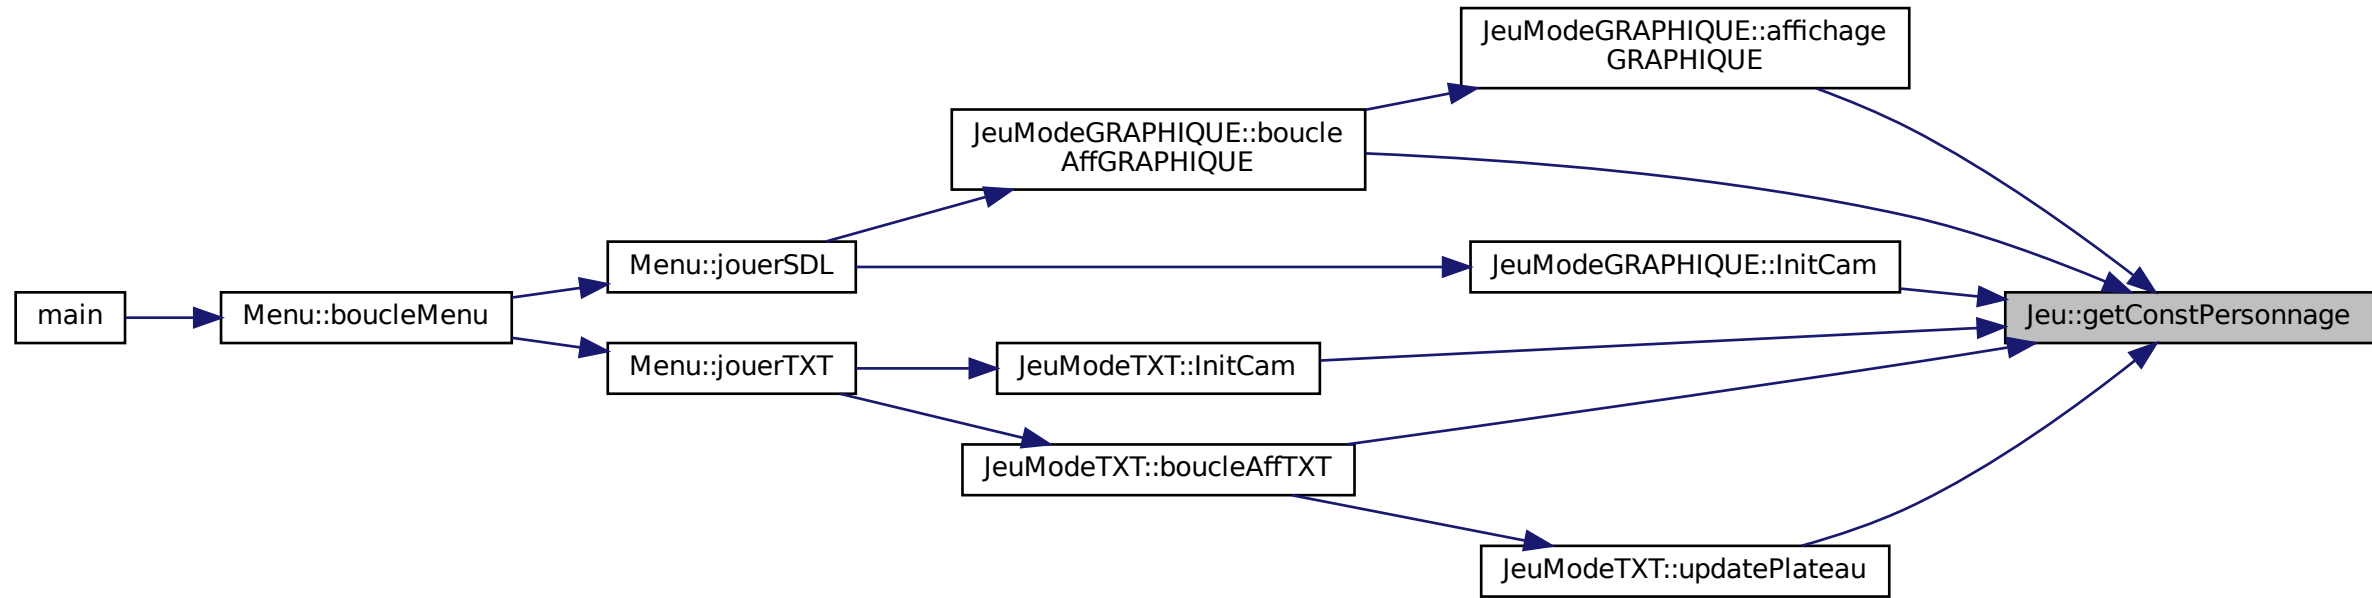 JeuModeGRAPHIQUE::affichage
GRAPHIQUE
JeuModeGRAPHIQUE::boucle
AffGRAPHIQUE
Menu::jouerSDL
JeuModeGRAPHIQUE::InitCam
main
Menu::boucleMenu
Jeu::getConstPersonnage
Menu::jouerTXT
JeuModeTXT::InitCam
JeuModeTXT::boucleAffTXT
JeuModeTXT::updatePlateau